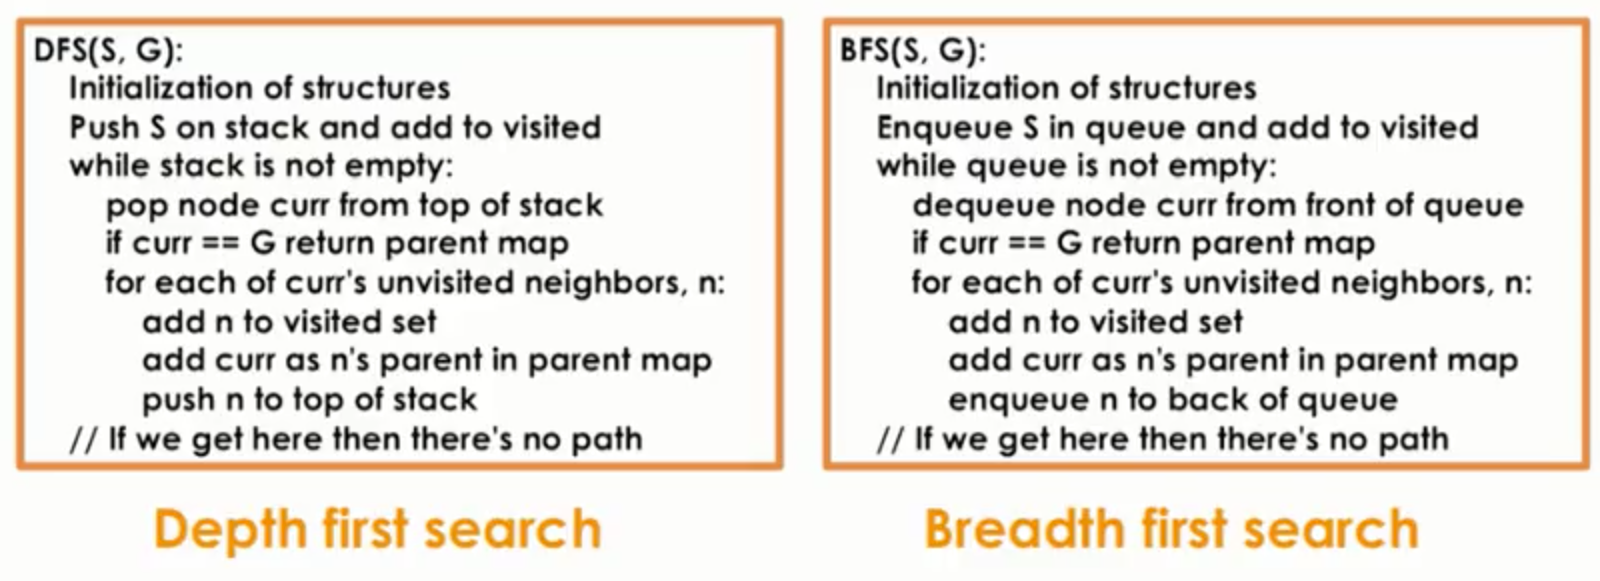 DFS(S, G):
Initialization of structures
Push S on stack and add to visited
while stack is not empty:
pop node curr from top of stack
if curr == G return parent map
for each of curr's unvisited neighbors, n:
add n to visited set
add curr as n's parent in parent map
push n to top of stack
// If we get here then there's no path
Depth first search
BFS(S, G):
Initialization of structures
Enqueue S in queue and add to visited
while queue is not empty:
dequeue node curr from front of queue
if curr == G return parent map
for each of curr's unvisited neighbors, n:
add n to visited set
add curr as n's parent in parent map
enqueue n to back of queue
// If we get here then there's no path
Breadth first search